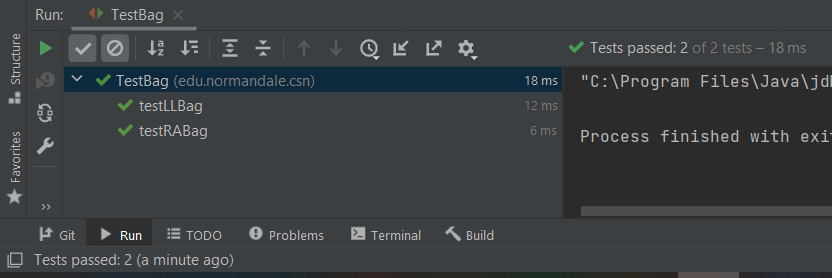 Run: TestBag
Structure
Favorites
Tests passed: 2 of 2 tests – 18 ms
TestBag (edu.normandale.csn) 18 ms
testLLBag 12 ms
testRABag 6 ms
"C:\Program Files\Java\jd
Process finished with exi
Git Run TODO Problems Terminal Build
Tests passed: 2 (a minute ago)